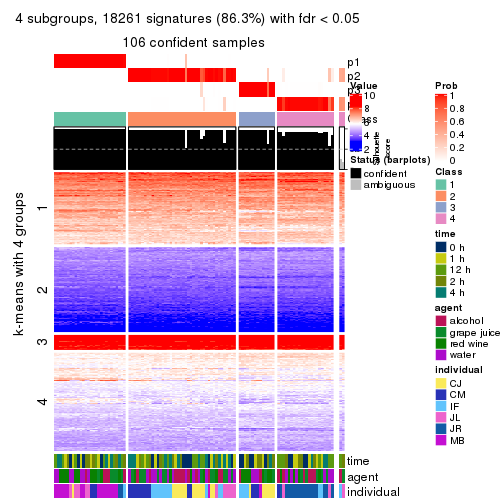 4 subgroups, 18261 signatures (86.3%) with fdr < 0.05
106 confident samples
p1
p2
p3
Class
Silhouette
score
k-means with 4 groups
1
2
3
4
time
agent
individual
Value
10
8
6
4
2
Status (barplots)
confident
ambiguous
Prob
1
0.8
0.6
0.4
0.2
0
Class
1
2
3
4
time
0 h
1 h
12 h
2 h
4 h
agent
alcohol
grape juice
red wine
water
individual
CJ
CM
IF
JL
JR
MB